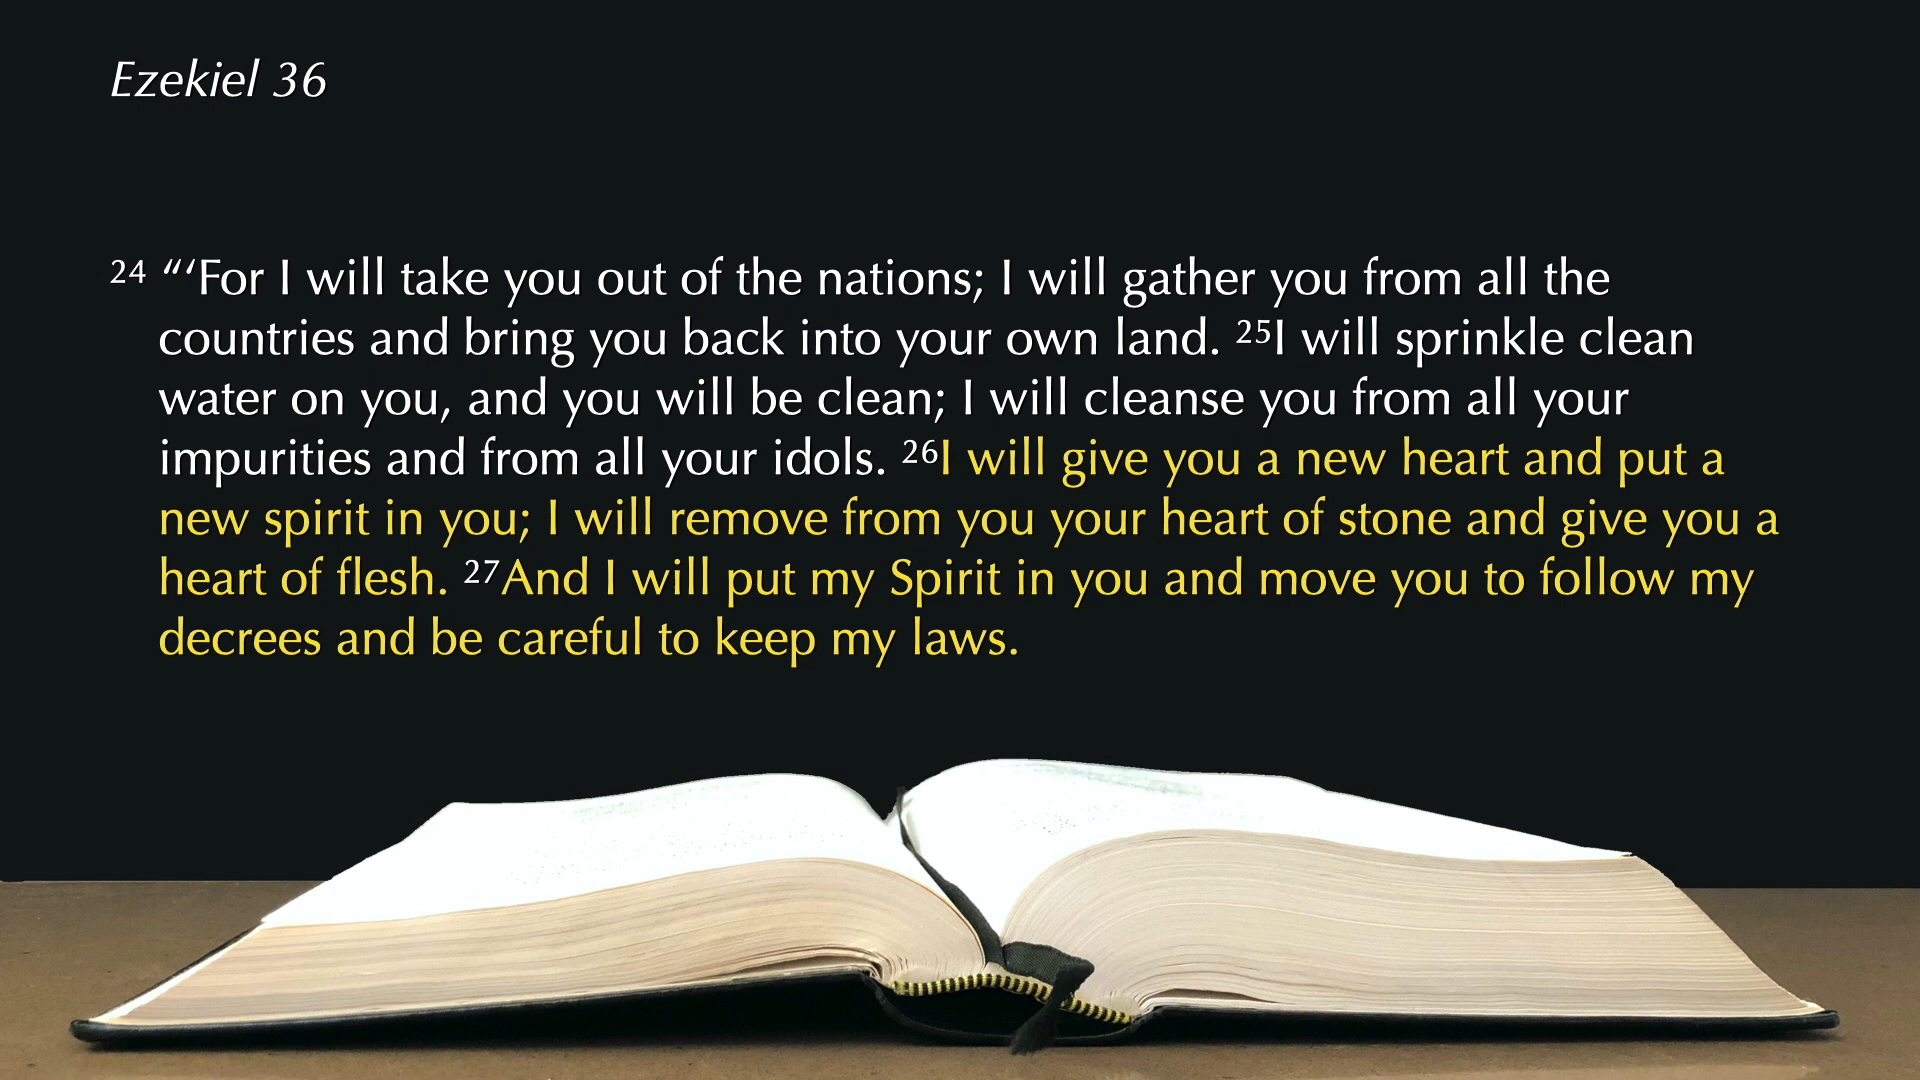 Ezekiel 36
24 “‘For I will take you out of the nations; I will gather you from all the
countries and bring you back into your own land. 25I will sprinkle clean
water on you, and you will be clean; I will cleanse you from all your
impurities and from all your idols. 26I will give you a new heart and put a
new spirit in you; I will remove from you your heart of stone and give you a
heart of flesh. 27And I will put my Spirit in you and move you to follow my
decrees and be careful to keep my laws.